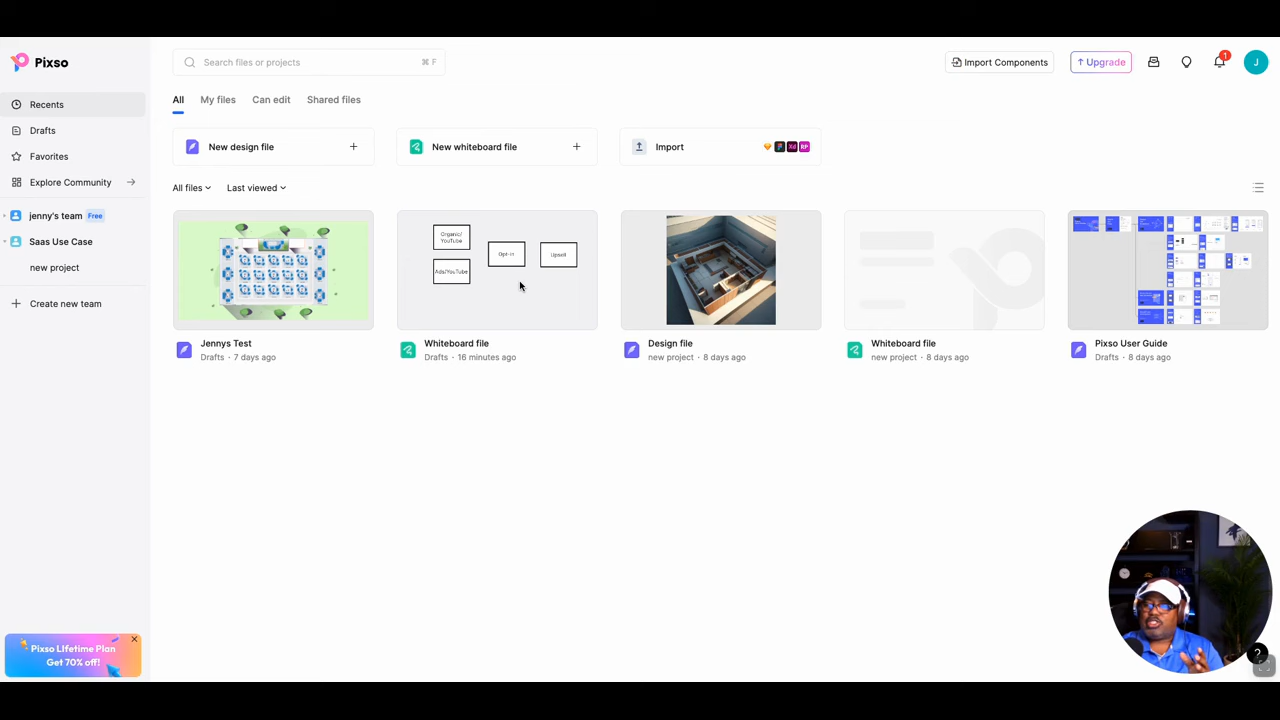 Pixso
Search files or projects
⌘ F
Import Components
Upgrade
1
J
Recents
Drafts
Favorites
Explore Community
jenny's team Free
Saas Use Case
new project
Create new team
All
My files
Can edit
Shared files
New design file
New whiteboard file
Import
Xd
RP
All files
Last viewed
Organic/
YouTube
Ads/YouTube
Opt-in
Upsell
Jennys Test
Drafts · 7 days ago
Whiteboard file
Drafts · 16 minutes ago
Design file
new project · 8 days ago
Whiteboard file
new project · 8 days ago
Pixso User Guide
Drafts · 8 days ago
Pixso LIfetime Plan
Get 70% off!
?